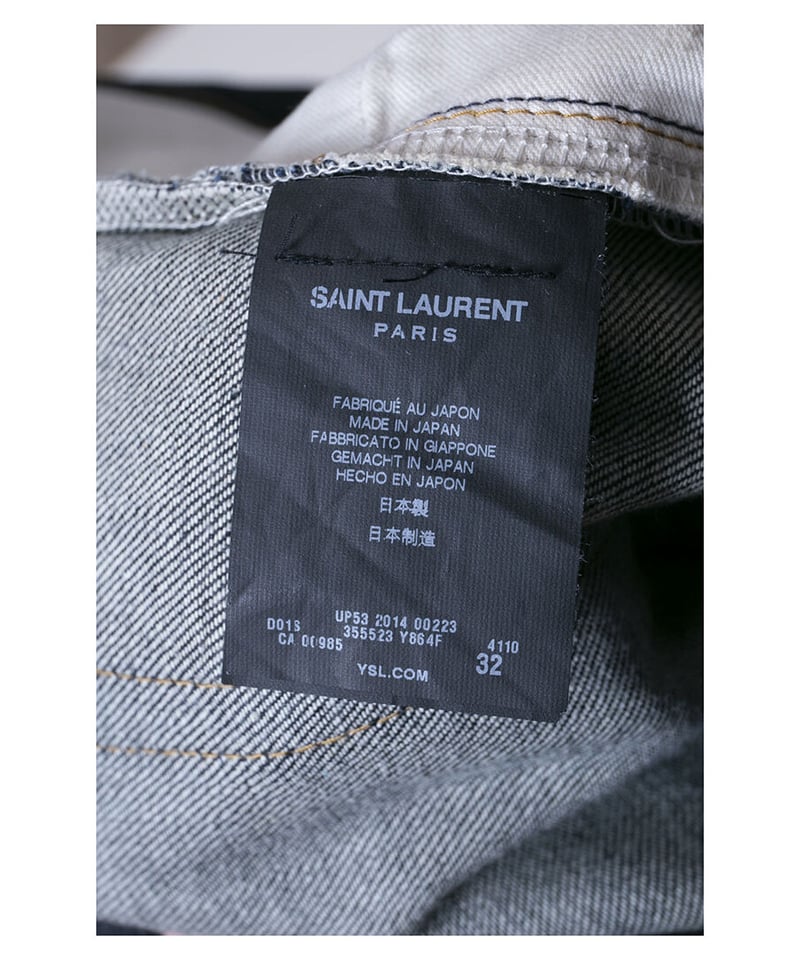 SAINT LAURENT
PARIS
FABRIQUÉ AU JAPON
MADE IN JAPAN
FABBRICATO IN GIAPPONE
GEMACHT IN JAPAN
HECHO EN JAPON
日本製
日本制造
UP53 2014 00223
D01S 355523 Y864F 4110
CA 00985 32
YSL.COM